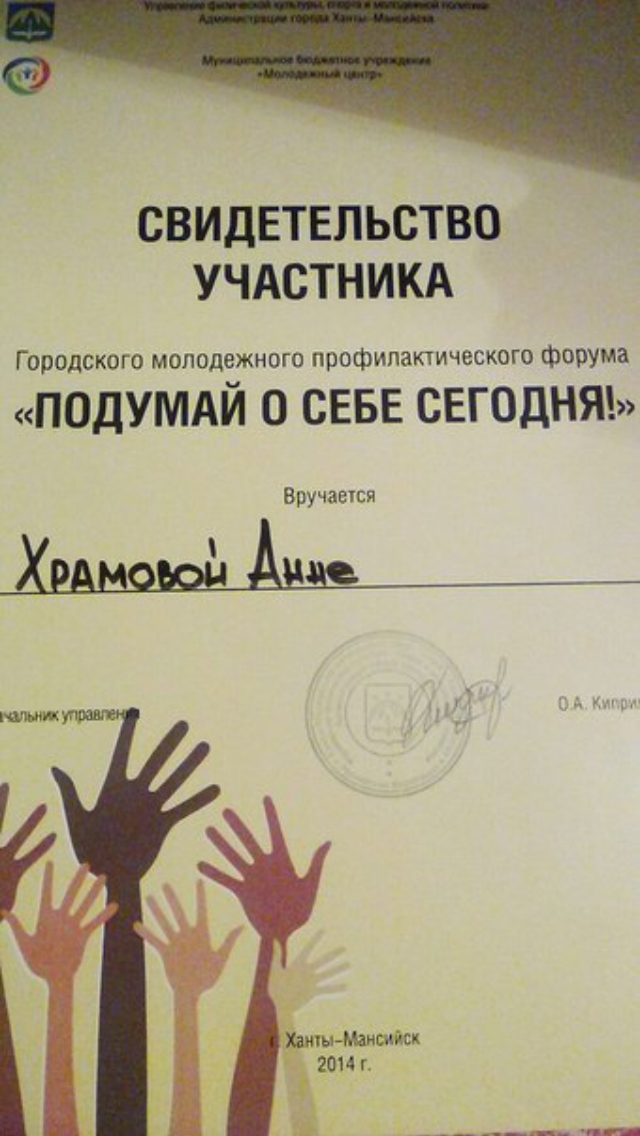 Управление физической культуры, спорта и молодежной политики
Администрации города Ханты-Мансийска
Муниципальное бюджетное учреждение
«Молодежный центр»
СВИДЕТЕЛЬСТВО
УЧАСТНИКА
Городского молодежного профилактического форума
«ПОДУМАЙ О СЕБЕ СЕГОДНЯ!»
Вручается
Храмовой Анне
ачальник управления
О.А. Киприя
г. Ханты-Мансийск
2014 г.